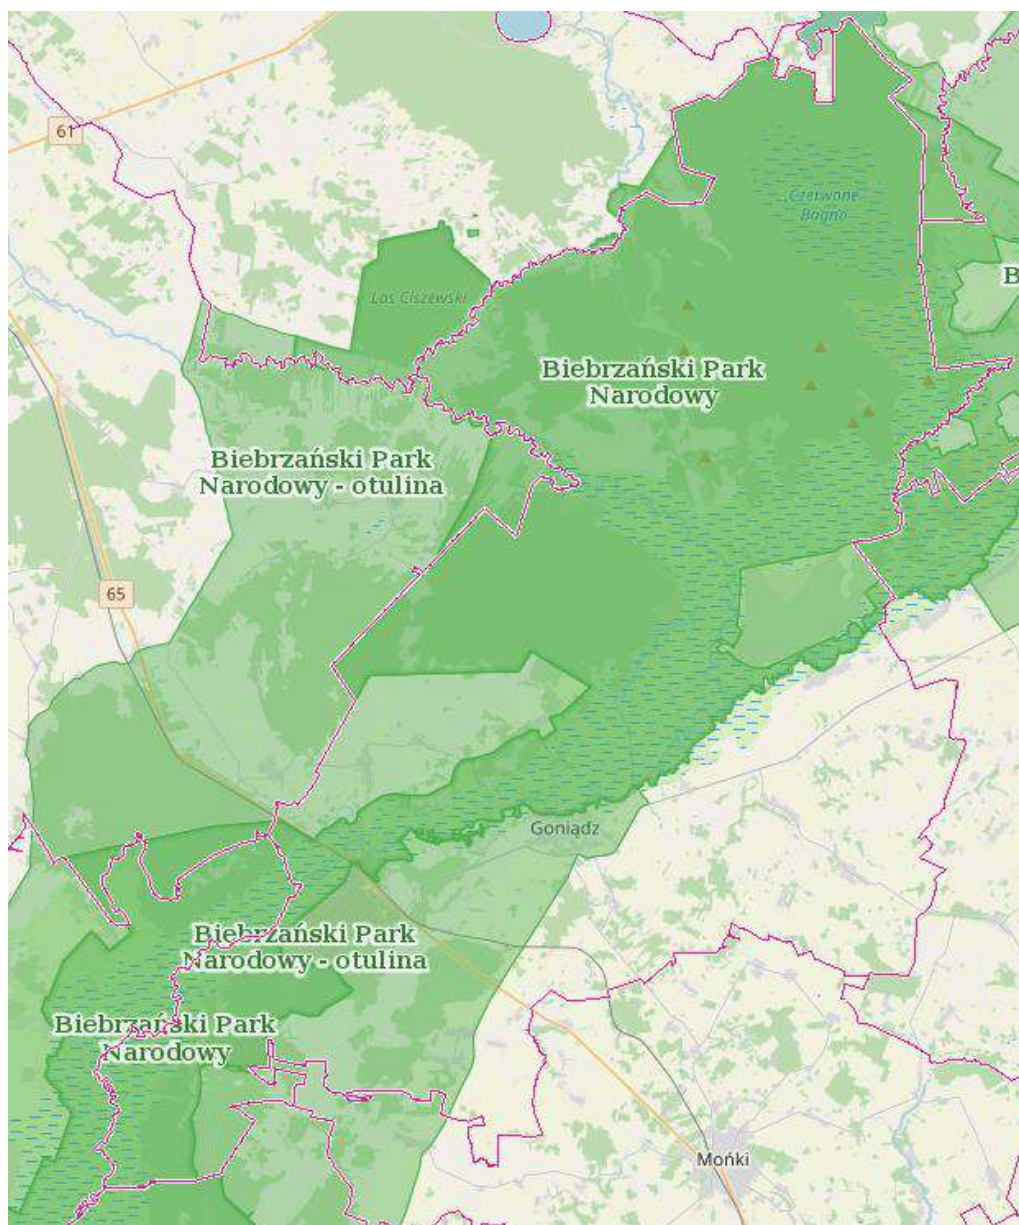 61
Czerwone
Bagno
B
Las Ciszewski
Biebrzański Park
Narodowy
Biebrzański Park
Narodowy - otulina
65
Goniądz
Biebrzański Park
Narodowy - otulina
Biebrzański Park
Narodowy
Mońki